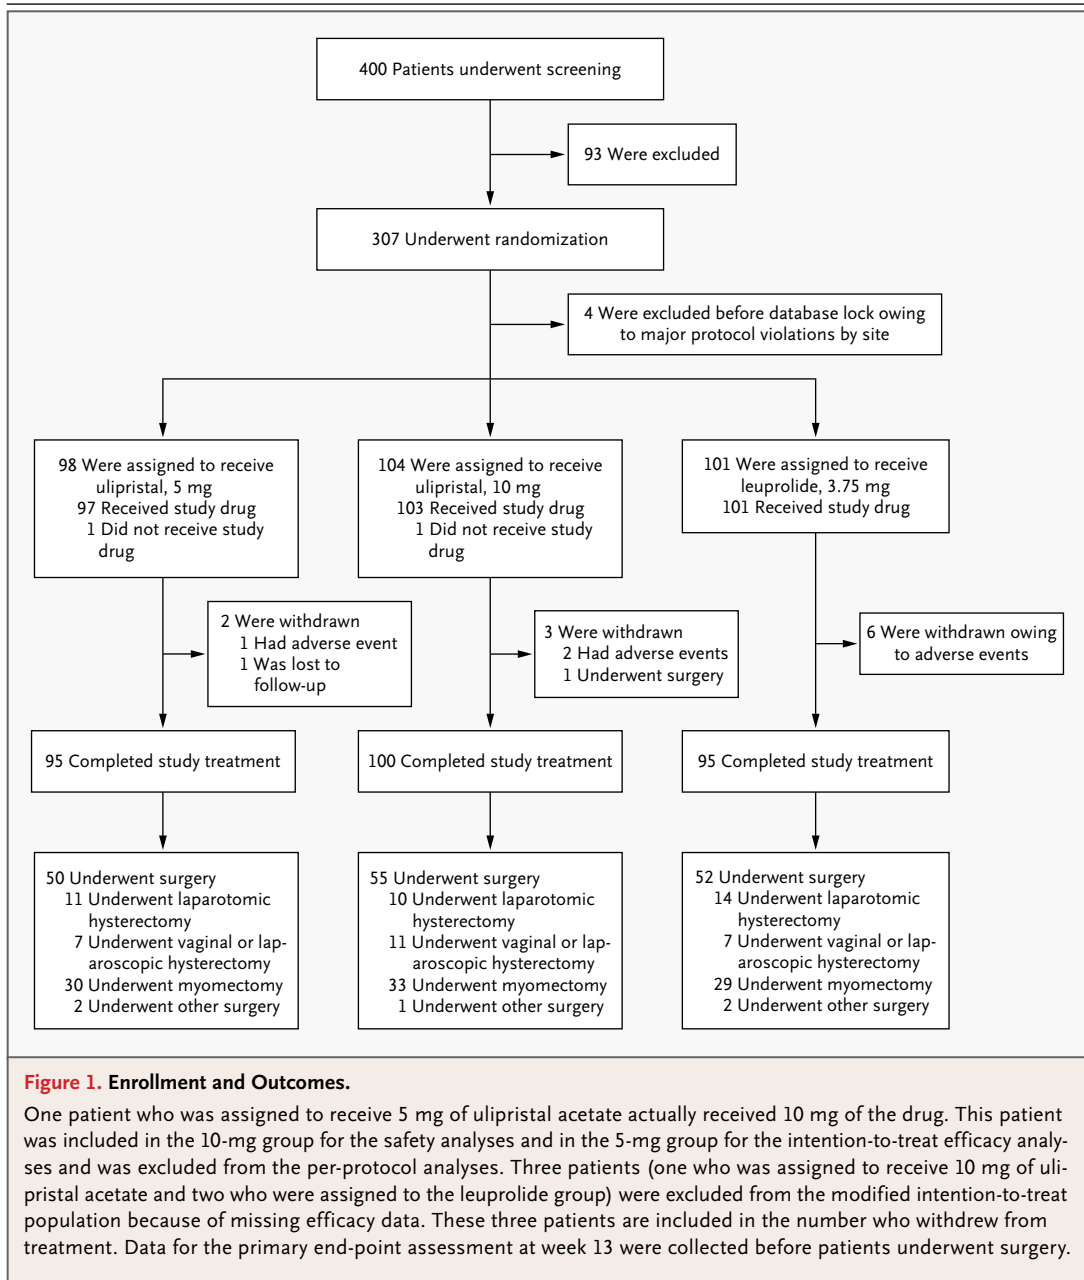 400 Patients underwent screening
93 Were excluded
307 Underwent randomization
4 Were excluded before database lock owing
to major protocol violations by site
98 Were assigned to receive
ulipristal, 5 mg
97 Received study drug
1 Did not receive study
drug
104 Were assigned to receive
ulipristal, 10 mg
103 Received study drug
1 Did not receive study
drug
101 Were assigned to receive
leuprolide, 3.75 mg
101 Received study drug
2 Were withdrawn
1 Had adverse event
1 Was lost to
follow-up
3 Were withdrawn
2 Had adverse events
1 Underwent surgery
6 Were withdrawn owing
to adverse events
95 Completed study treatment
100 Completed study treatment
95 Completed study treatment
50 Underwent surgery
11 Underwent laparotomic
hysterectomy
7 Underwent vaginal or lap-
aroscopic hysterectomy
30 Underwent myomectomy
2 Underwent other surgery
55 Underwent surgery
10 Underwent laparotomic
hysterectomy
11 Underwent vaginal or lap-
aroscopic hysterectomy
33 Underwent myomectomy
1 Underwent other surgery
52 Underwent surgery
14 Underwent laparotomic
hysterectomy
7 Underwent vaginal or lap-
aroscopic hysterectomy
29 Underwent myomectomy
2 Underwent other surgery
Figure 1. Enrollment and Outcomes.
One patient who was assigned to receive 5 mg of ulipristal acetate actually received 10 mg of the drug. This patient
was included in the 10-mg group for the safety analyses and in the 5-mg group for the intention-to-treat efficacy analy-
ses and was excluded from the per-protocol analyses. Three patients (one who was assigned to receive 10 mg of uli-
pristal acetate and two who were assigned to the leuprolide group) were excluded from the modified intention-to-treat
population because of missing efficacy data. These three patients are included in the number who withdrew from
treatment. Data for the primary end-point assessment at week 13 were collected before patients underwent surgery.